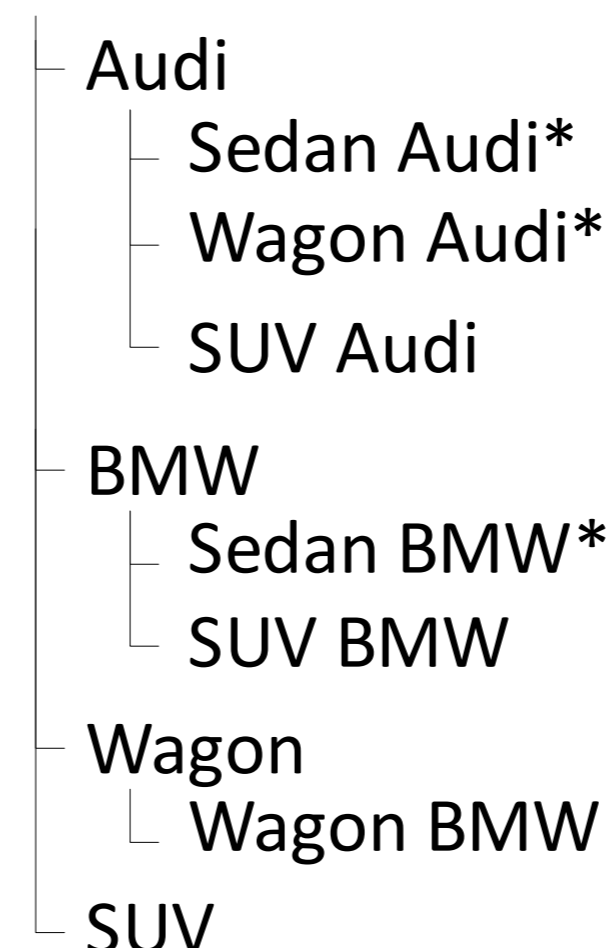 Audi
Sedan Audi*
Wagon Audi*
SUV Audi
BMW
Sedan BMW*
SUV BMW
Wagon
Wagon BMW
SUV